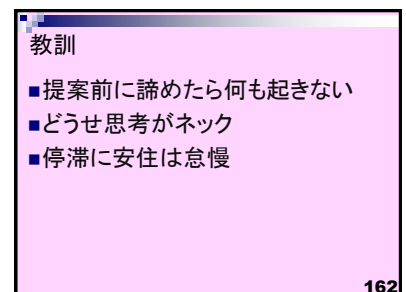 教訓
■提案前に諦めたら何も起きない
■どうせ思考がネック
■停滞に安住は怠慢
162